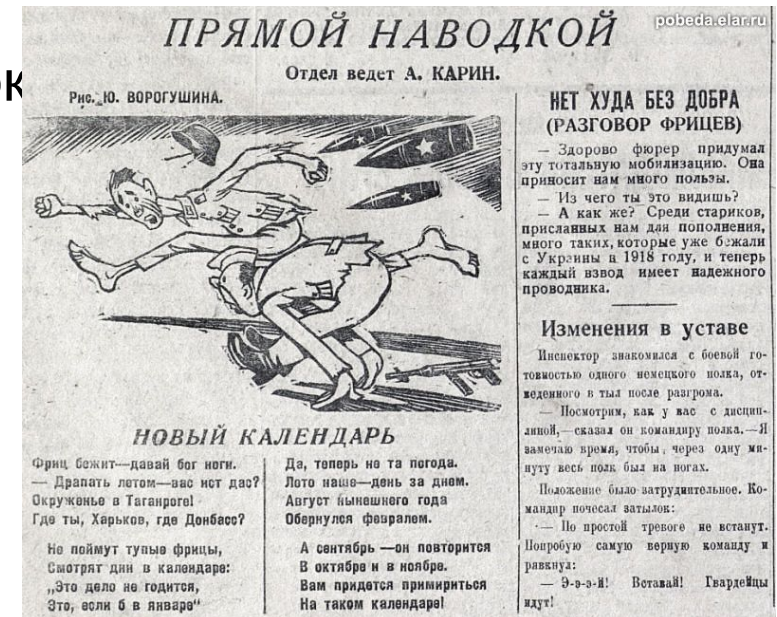 pobeda.elar.ru
ок
ПРЯМОЙ НАВОДКОЙ
Отдел ведет А. КАРИН.
Рис. Ю. ВОРОГУШИНА.
НОВЫЙ КАЛЕНДАРЬ
Фриц бежит—давай бог ноги.
— Драпать летом—вас ист дас?
Окруженье в Таганроге!
Где ты, Харьков, где Донбасс?
Не поймут тупые фрицы,
Смотрят дни в календаре:
„Это дело не годится,
Это, если б в январе“
Да, теперь не та погода.
Лето наше—день за днем.
Август нынешнего года
Обернулся февралем.
А сентябрь—он повторится
В октябре и в ноябре.
Вам придется примириться
На таком календаре!
НЕТ ХУДА БЕЗ ДОБРА
(РАЗГОВОР ФРИЦЕВ)
— Здорово фюрер придумал
эту тотальную мобилизацию. Она
приносит нам много пользы.
— Из чего ты это видишь?
— А как же? Среди стариков,
присланных нам для пополнения,
много таких, которые уже бежали
с Украины в 1918 году, и теперь
каждый взвод имеет надежного
проводника.
Изменения в уставе
Инспектор знакомился с боевой го-
товностью одного немецкого полка, от-
веденного в тыл после разгрома.
— Посмотрим, как у вас с дисцип-
линой,—сказал он командиру полка.—Я
замечаю время, чтобы через одну ми-
нуту весь полк был на ногах.
Положение было затруднительное. Ко-
мандир почесал затылок:
— По простой тревоге не встанут.
Попробую самую верную команду и
рявкнул:
— Э-э-э-й! Вставай! Гвардейцы
идут!